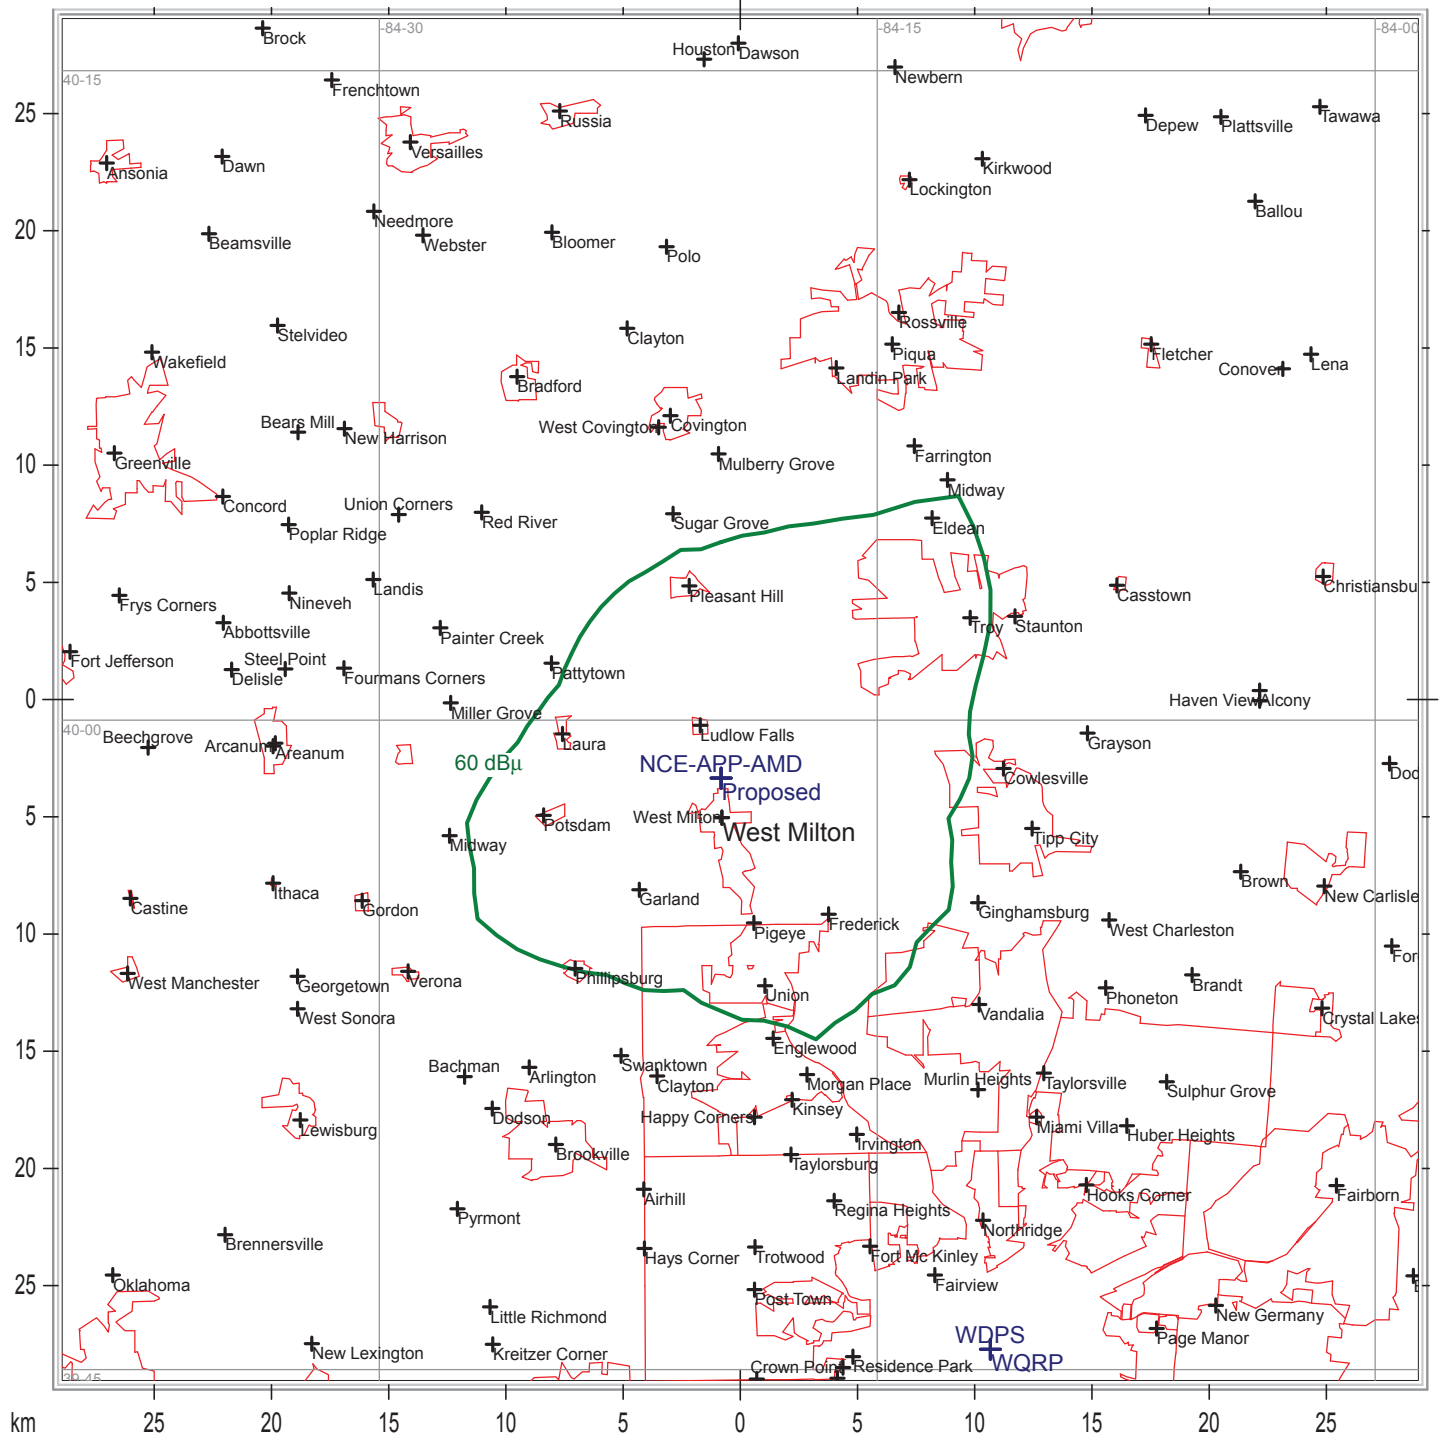 Brock
-84-30
Houston
Dawson
-84-15
-84-00
40-15
Frenchtown
Newbern
25
Russia
Depew
Plattsville
Tawawa
Versailles
Ansonia
Dawn
Kirkwood
Lockington
Ballou
20
Needmore
Beamsville
Webster
Bloomer
Polo
Stelvideo
Clayton
Rossville
15
Wakefield
Piqua
Fletcher
Conover
Lena
Bradford
Landin Park
Bears Mill
New Harrison
West Covington
Covington
10
Greenville
Mulberry Grove
Farrington
Midway
Concord
Union Corners
Poplar Ridge
Red River
Sugar Grove
Eldean
5
Frys Corners
Nineveh
Landis
Pleasant Hill
Casstown
Christiansbu
Abbottsville
Painter Creek
Troy
Staunton
Fort Jefferson
Steel Point
Delisle
Fourmans Corners
Pattytown
0
Miller Grove
Haven View
Alcony
40-00
Beechgrove
Arcanum
Areanum
Laura
Ludlow Falls
Grayson
60 dBμ
NCE-APP-AMD
Proposed
Cowlesville
Dod
5
Potsdam
West Milton
West Milton
Tipp City
Midway
Castine
Ithaca
Gordon
Garland
Brown
New Carlisle
Ginghamsburg
West Charleston
10
Pigeye
Frederick
For
West Manchester
Georgetown
Verona
Phillipsburg
Union
Phoneton
Brandt
West Sonora
Vandalia
Crystal Lakes
15
Englewood
Bachman
Arlington
Swanktown
Clayton
Morgan Place
Murlin Heights
Taylorsville
Sulphur Grove
Lewisburg
Dodson
Happy Corners
Kinsey
Miami Villa
Huber Heights
Brookville
Irvington
20
Taylorsburg
Airhill
Hooks Corner
Fairborn
Pyrmont
Regina Heights
Northridge
Brennersville
Hays Corner
Trotwood
Fort Mc Kinley
25
Oklahoma
Post Town
Fairview
Little Richmond
New Germany
WDPS
Page Manor
New Lexington
Kreitzer Corner
Crown Point
Residence Park
WQRP
39-45
km
25
20
15
10
5
0
5
10
15
20
25